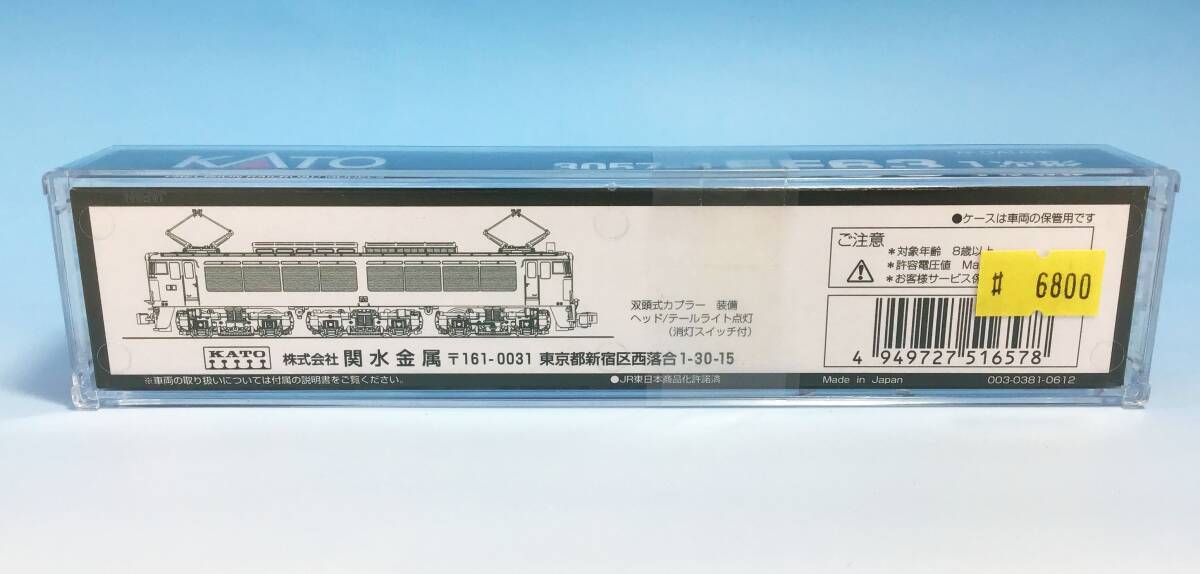 KATO
EF63 1次形
●ケースは車両の保管用です
ご注意
＊対象年齢 8歳以上
＊許容電圧値 Ma
＊お客様サービス係
# 6800
双頭式カプラー 装備
ヘッド/テールライト点灯
（消灯スイッチ付）
KATO
株式会社 関水金属 〒161-0031 東京都新宿区西落合1-30-15
4 949727 516578
※車両の取り扱いについては付属の説明書をご覧ください。
●JR東日本商品化許諾済
Made in Japan
003-0381-0612